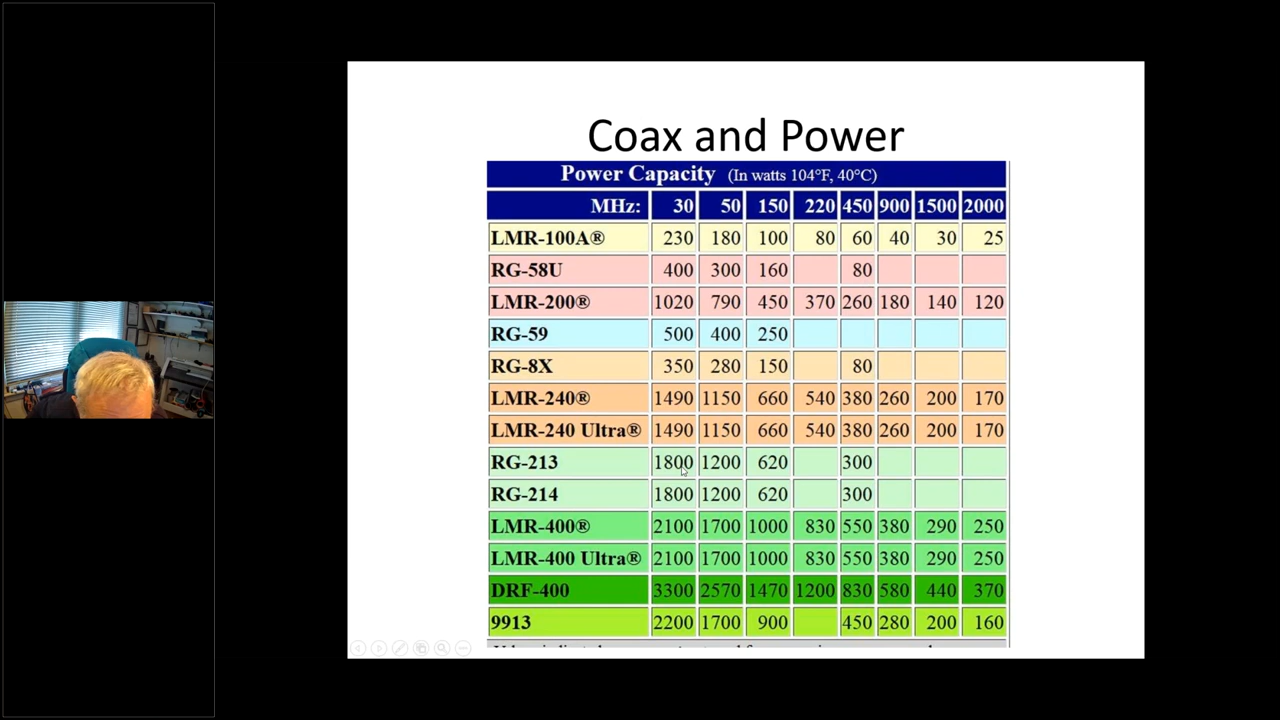 Coax and Power
Power Capacity (In watts 104°F, 40°C)
MHz: 30 50 150 220 450 900 1500 2000
LMR-100A® 230 180 100 80 60 40 30 25
RG-58U 400 300 160 80
LMR-200® 1020 790 450 370 260 180 140 120
RG-59 500 400 250
RG-8X 350 280 150 80
LMR-240® 1490 1150 660 540 380 260 200 170
LMR-240 Ultra® 1490 1150 660 540 380 260 200 170
RG-213 1800 1200 620 300
RG-214 1800 1200 620 300
LMR-400® 2100 1700 1000 830 550 380 290 250
LMR-400 Ultra® 2100 1700 1000 830 550 380 290 250
DRF-400 3300 2570 1470 1200 830 580 440 370
9913 2200 1700 900 450 280 200 160